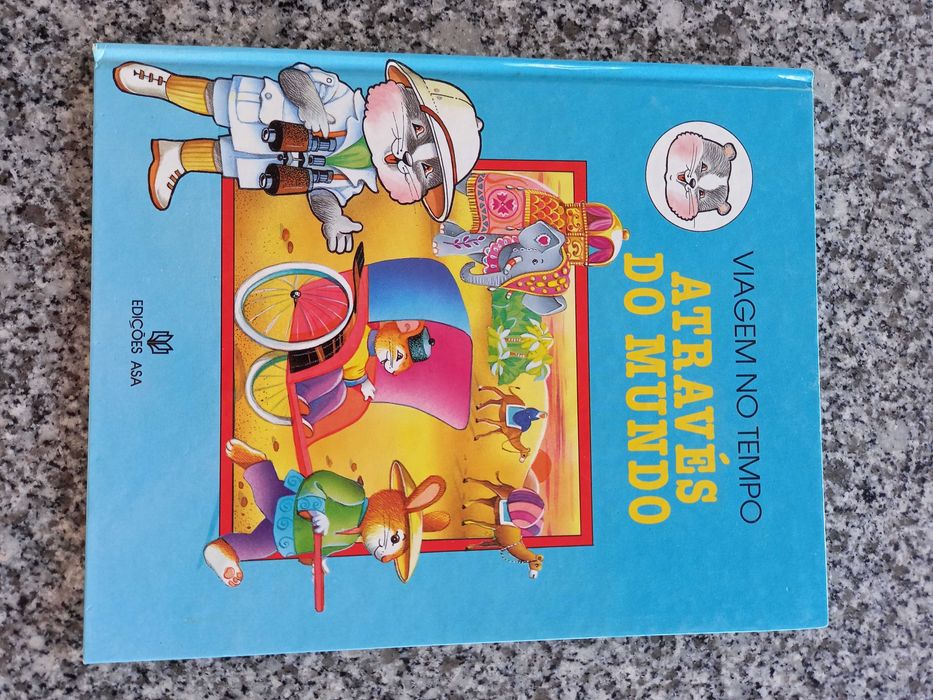 VIAGEM NO TEMPO
ATRAVÉS
DO MUNDO
EDIÇÕES ASA